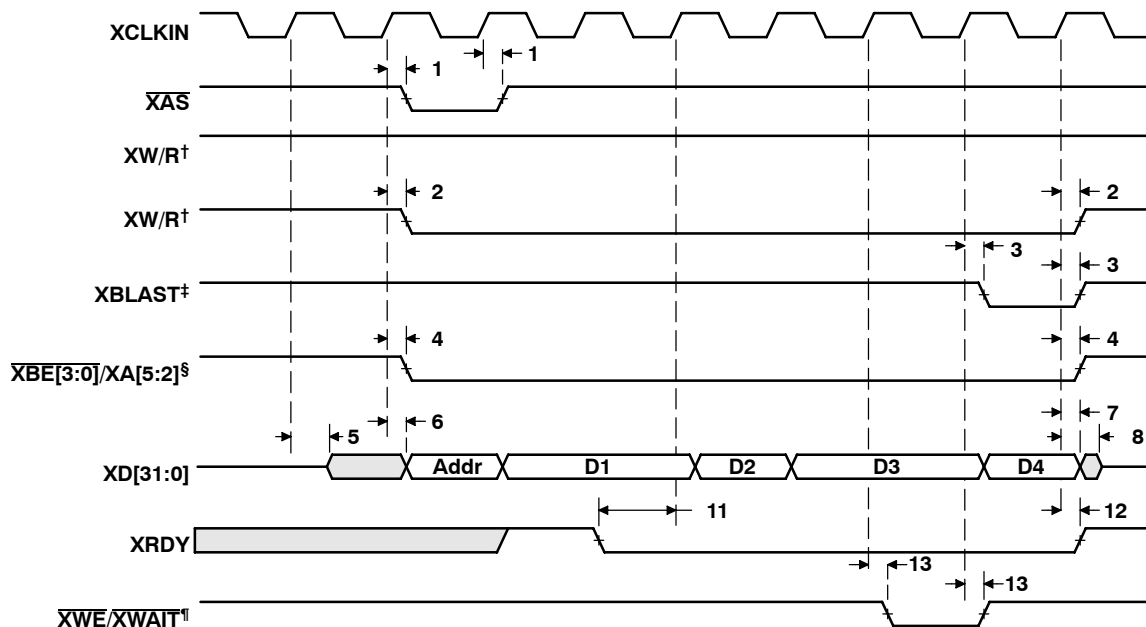 XCLKIN
1 1
XAS
XW/R†
2 2
XW/R†
3
3
XBLAST‡
4 4
XBE[3:0]/XA[5:2]§
6 7
5 8
XD[31:0] Addr D1 D2 D3 D4
11 12
XRDY
13 13
XWE/XWAIT¶